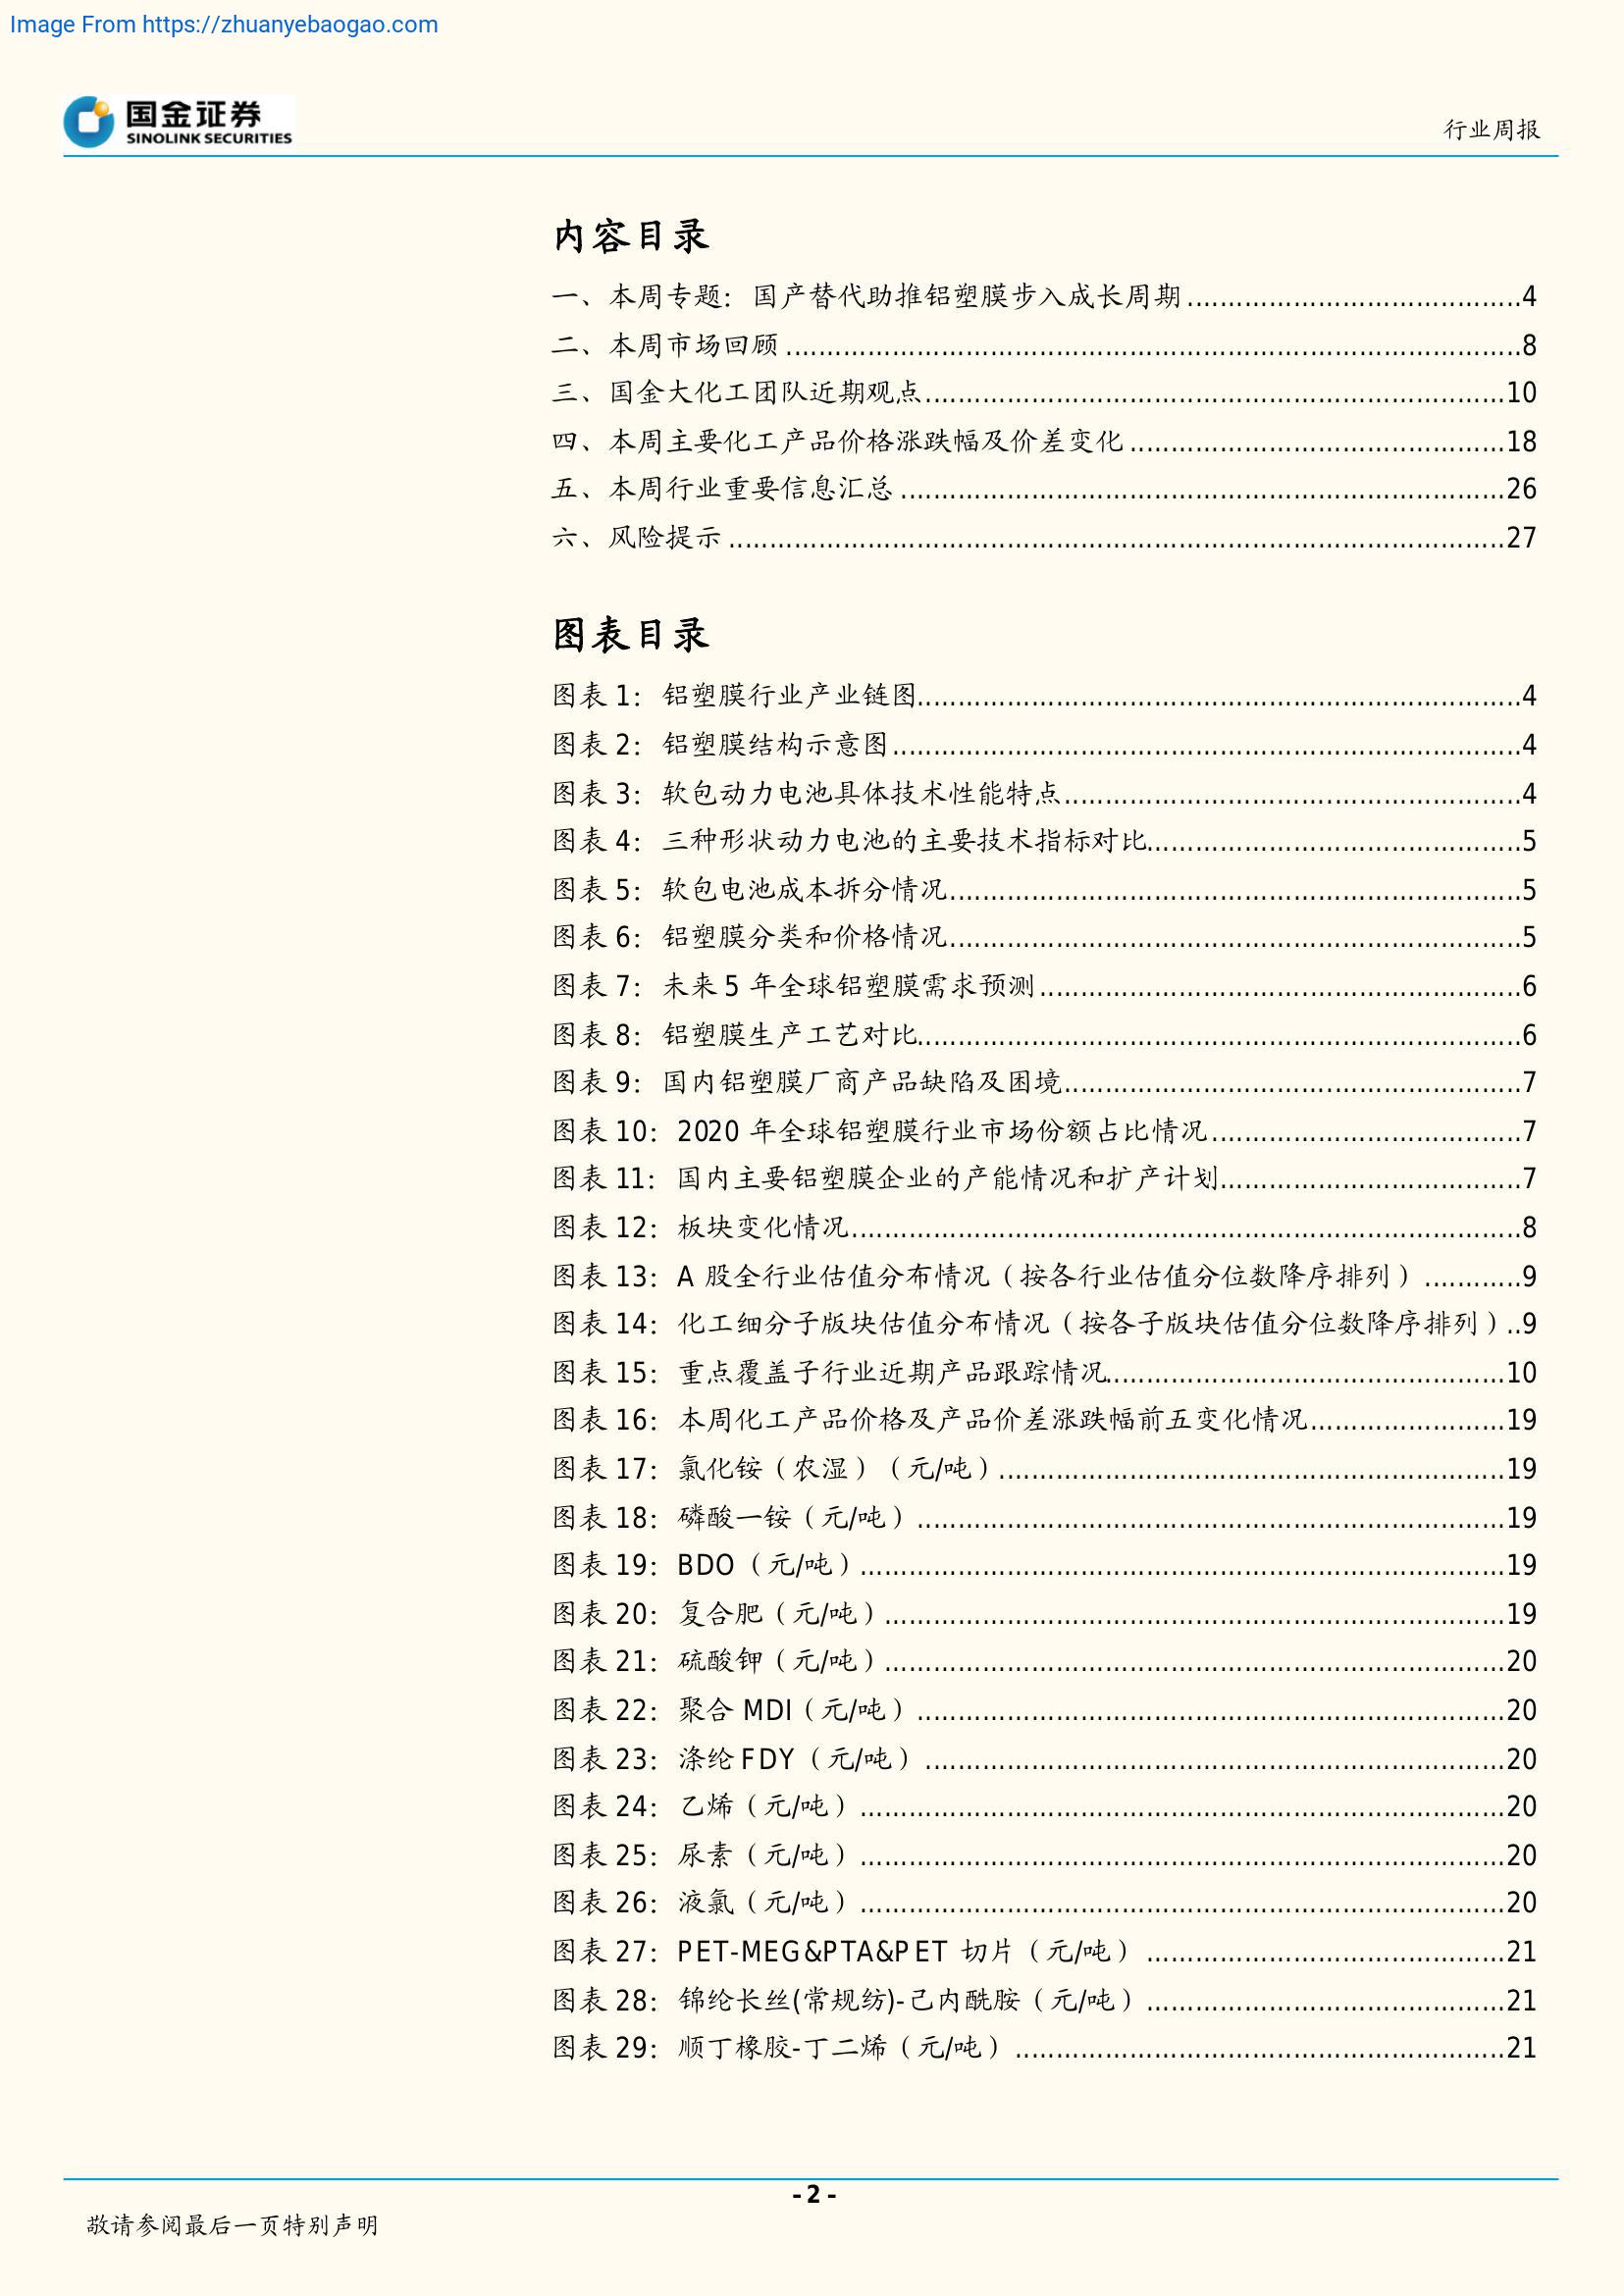 Image From https://zhuanyebaogao.com
国金证券
SINOLINK SECURITIES
行业周报
内容目录
一、本周专题：国产替代助推铝塑膜步入成长周期....................4
二、本周市场回顾....................8
三、国金大化工团队近期观点....................10
四、本周主要化工产品价格涨跌幅及价差变化....................18
五、本周行业重要信息汇总....................26
六、风险提示....................27
图表目录
图表 1：铝塑膜行业产业链图....................4
图表 2：铝塑膜结构示意图....................4
图表 3：软包动力电池具体技术性能特点....................4
图表 4：三种形状动力电池的主要技术指标对比....................5
图表 5：软包电池成本拆分情况....................5
图表 6：铝塑膜分类和价格情况....................5
图表 7：未来 5 年全球铝塑膜需求预测....................6
图表 8：铝塑膜生产工艺对比....................6
图表 9：国内铝塑膜厂商产品缺陷及困境....................7
图表 10：2020 年全球铝塑膜行业市场份额占比情况....................7
图表 11：国内主要铝塑膜企业的产能情况和扩产计划....................7
图表 12：板块变化情况....................8
图表 13：A 股全行业估值分布情况（按各行业估值分位数降序排列）............9
图表 14：化工细分子版块估值分布情况（按各子版块估值分位数降序排列）..9
图表 15：重点覆盖子行业近期产品跟踪情况....................10
图表 16：本周化工产品价格及产品价差涨跌幅前五变化情况....................19
图表 17：氯化铵（农湿）（元/吨）....................19
图表 18：磷酸一铵（元/吨）....................19
图表 19：BDO（元/吨）....................19
图表 20：复合肥（元/吨）....................19
图表 21：硫酸钾（元/吨）....................20
图表 22：聚合 MDI（元/吨）....................20
图表 23：涤纶 FDY（元/吨）....................20
图表 24：乙烯（元/吨）....................20
图表 25：尿素（元/吨）....................20
图表 26：液氯（元/吨）....................20
图表 27：PET-MEG&PTA&PET 切片（元/吨）....................21
图表 28：锦纶长丝(常规纺)-己内酰胺（元/吨）....................21
图表 29：顺丁橡胶-丁二烯（元/吨）....................21
- 2 -
敬请参阅最后一页特别声明